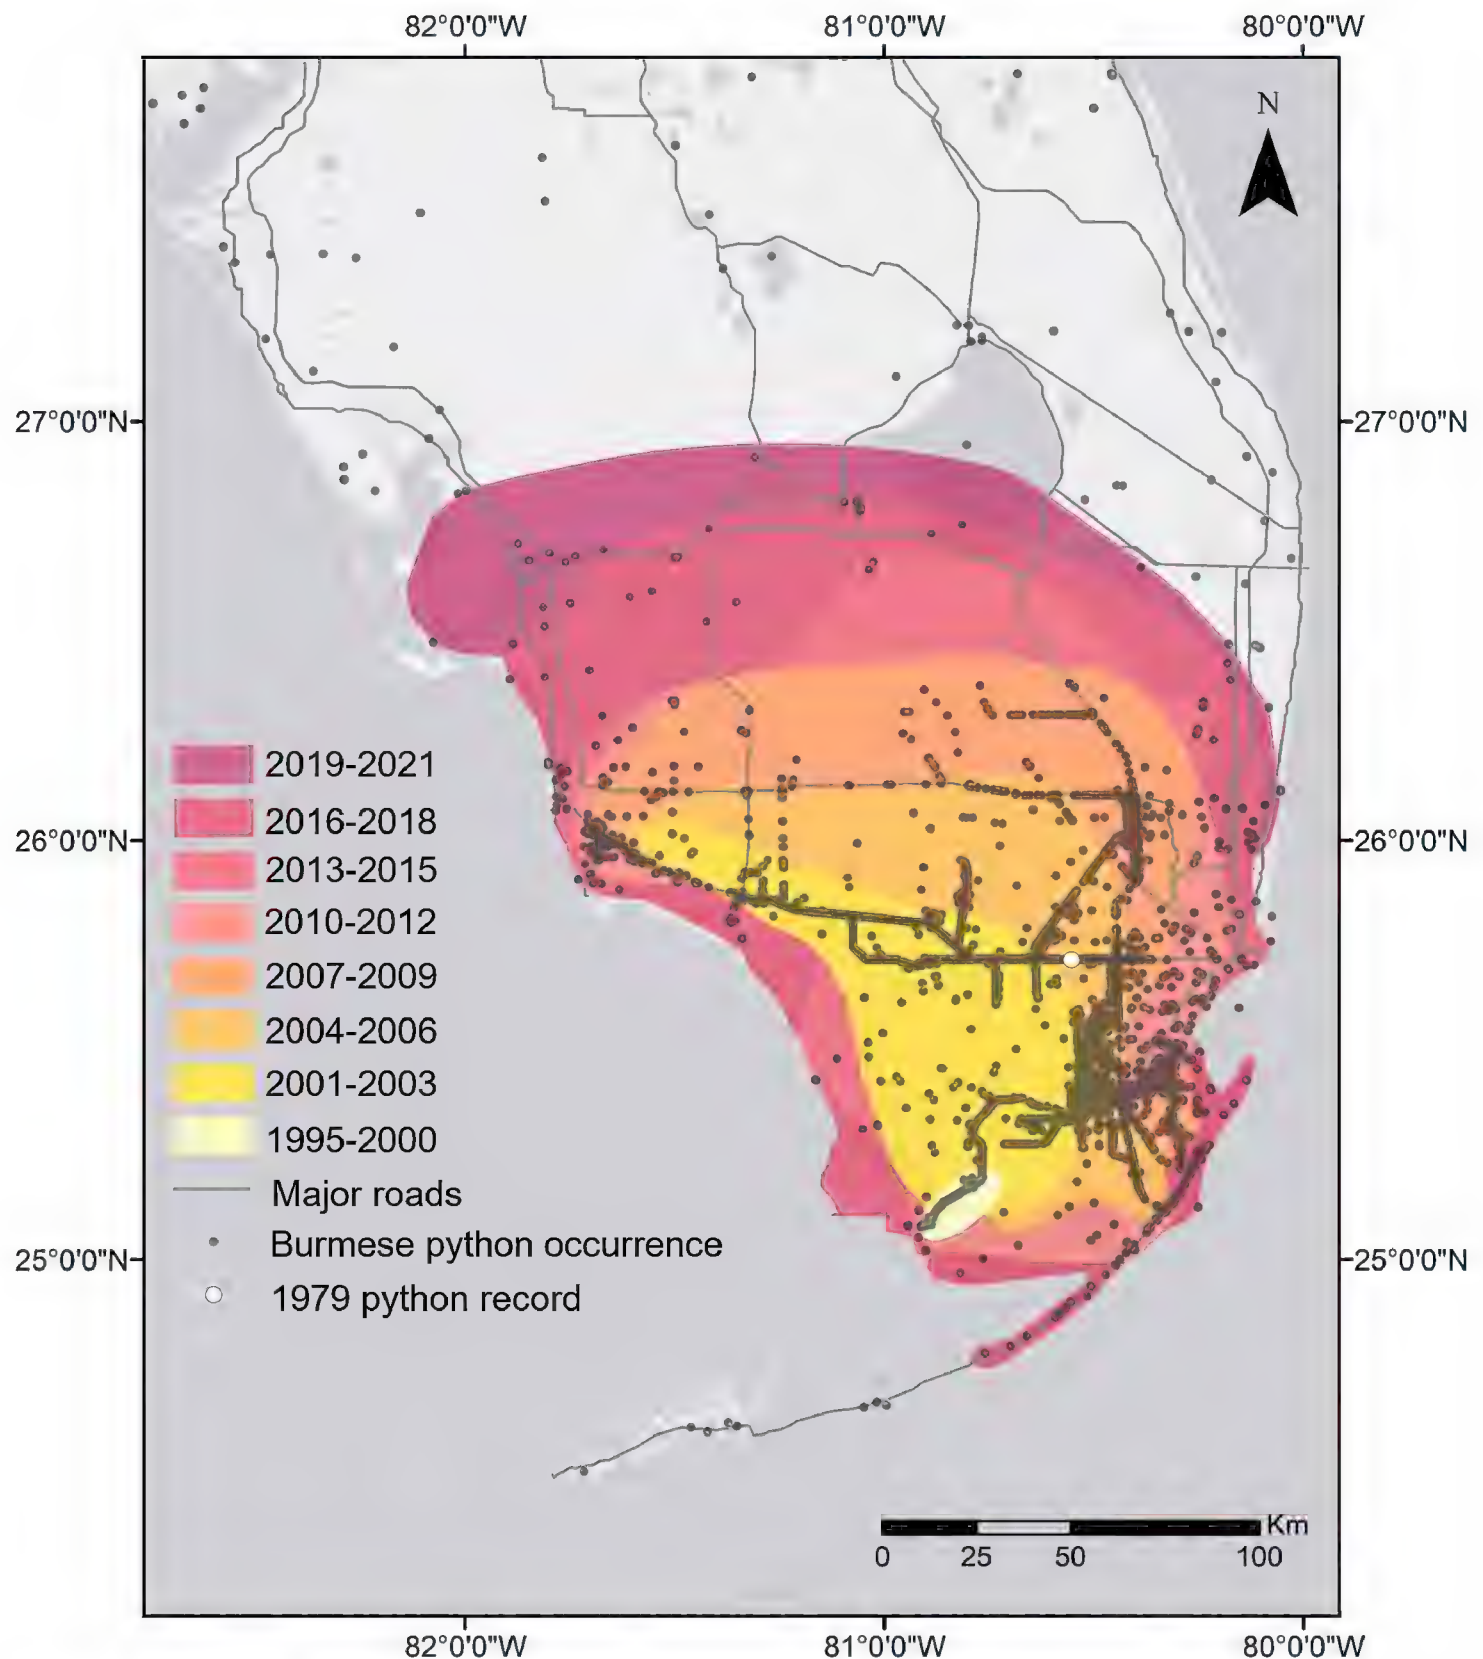 82°0'0"W
81°0'0"W
80°0'0"W
N
27°0'0"N
27°0'0"N
2019-2021
2016-2018
26°0'0"N
26°0'0"N
2013-2015
2010-2012
2007-2009
2004-2006
2001-2003
1995-2000
Major roads
Burmese python occurrence
25°0'0"N
25°0'0"N
1979 python record
Km
0 25 50 100
82°0'0"W
81°0'0"W
80°0'0"W